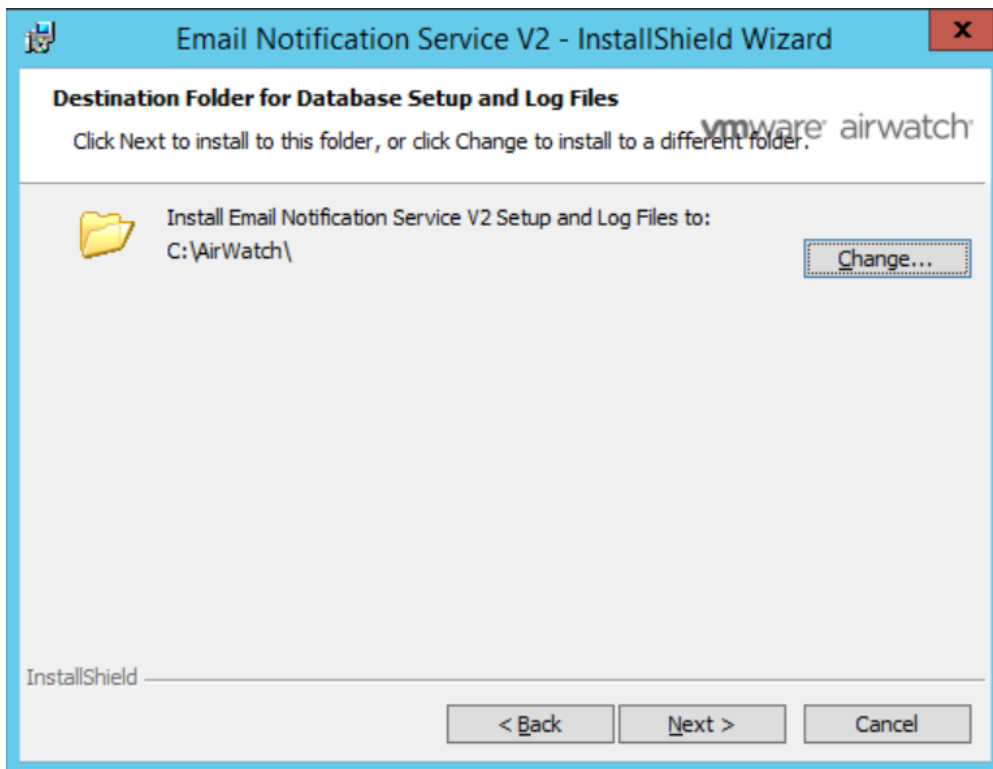 Email Notification Service V2 - InstallShield Wizard
x
Destination Folder for Database Setup and Log Files
Click Next to install to this folder, or click Change to install to a different folder.
vmware airwatch
Install Email Notification Service V2 Setup and Log Files to:
C:\AirWatch\
Change...
InstallShield
< Back
Next >
Cancel